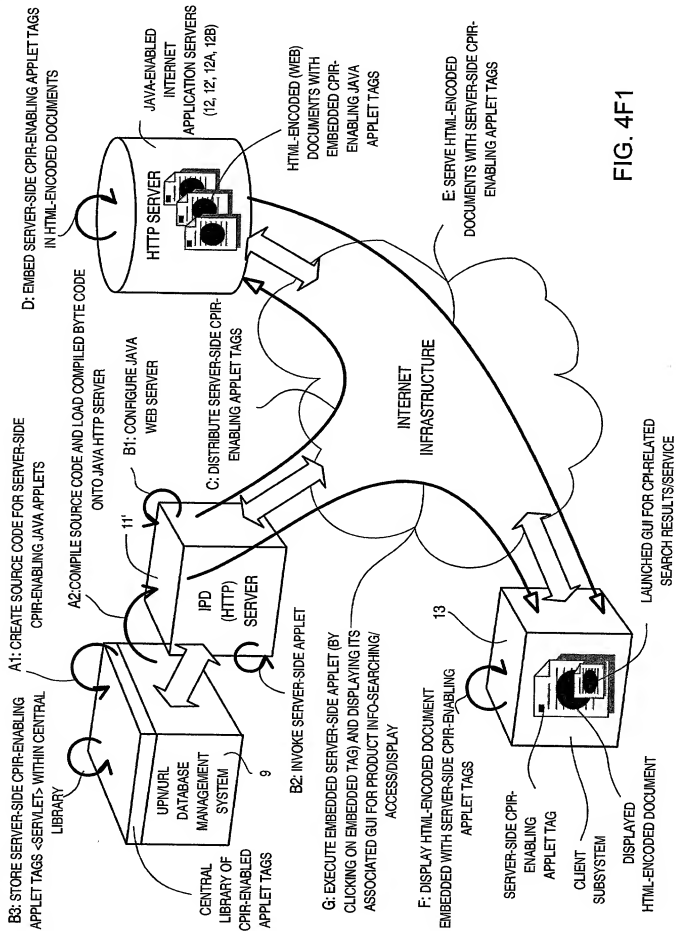 B3: STORE SERVER-SIDE CPIR-ENABLING
APPLET TAGS <SERVLET> WITHIN CENTRAL
LIBRARY
A1: CREATE SOURCE CODE FOR SERVER-SIDE
CPIR-ENABLING JAVA APPLETS
A2:COMPILE SOURCE CODE AND LOAD COMPILED BYTE CODE
ONTO JAVA HTTP SERVER
B1: CONFIGURE JAVA
WEB SERVER
D: EMBED SERVER-SIDE CPIR-ENABLING APPLET TAGS
IN HTML-ENCODED DOCUMENTS
11'
UPN/URL
DATABASE
MANAGEMENT
SYSTEM
9
IPD
(HTTP)
SERVER
C: DISTRIBUTE SERVER-SIDE CPIR-
ENABLING APPLET TAGS
HTTP SERVER
JAVA-ENABLED
INTERNET
APPLICATION SERVERS
(12, 12', 12A, 12B)
HTML-ENCODED (WEB)
DOCUMENTS WITH
EMBEDDED CPIR-
ENABLING JAVA
APPLET TAGS
CENTRAL
LIBRARY OF
CPIR-ENABLED
APPLET TAGS
B2: INVOKE SERVER-SIDE APPLET
INTERNET
INFRASTRUCTURE
E: SERVE HTML-ENCODED
DOCUMENTS WITH SERVER-SIDE CPIR-
ENABLING APPLET TAGS
G: EXECUTE EMBEDDED SERVER-SIDE APPLET (BY
CLICKING ON EMBEDDED TAG) AND DISPLAYING ITS
ASSOCIATED GUI FOR PRODUCT INFO-SEARCHING/
ACCESS/DISPLAY
F: DISPLAY HTML-ENCODED DOCUMENT
EMBEDDED WITH SERVER-SIDE CPIR-ENABLING
APPLET TAGS
13
SERVER-SIDE CPIR-
ENABLING
APPLET TAG
CLIENT
SUBSYSTEM
DISPLAYED
HTML-ENCODED DOCUMENT
LAUNCHED GUI FOR CPI-RELATED
SEARCH RESULTS/SERVICE
FIG. 4F1